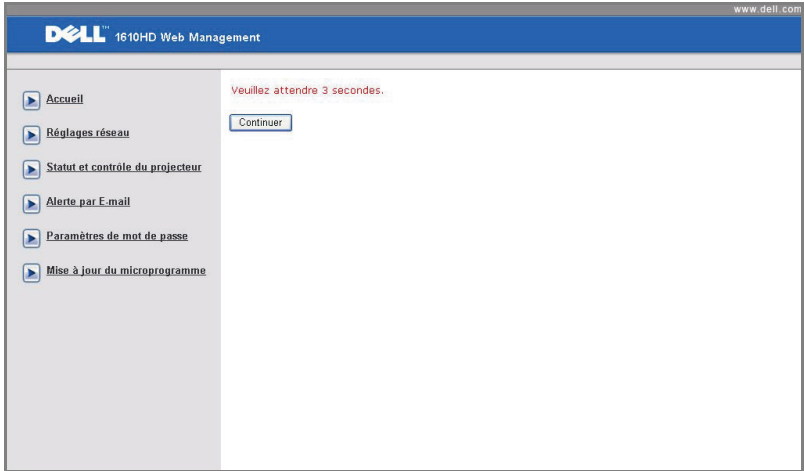 www.dell.com
DELL™ 1610HD Web Management
Accueil
Réglages réseau
Statut et contrôle du projecteur
Alerte par E-mail
Paramètres de mot de passe
Mise à jour du microprogramme
Veuillez attendre 3 secondes.
Continuer